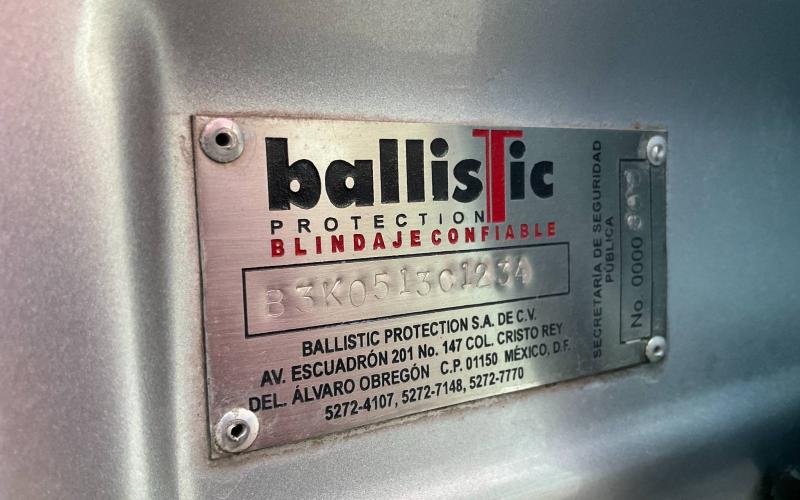 ballisTic
PROTECTION
BLINDAJE CONFIABLE
B3K0513C1234
BALLISTIC PROTECTION S.A. DE C.V.
AV. ESCUADRÓN 201 No. 147 COL. CRISTO REY
DEL. ÁLVARO OBREGÓN C.P. 01150 MÉXICO, D.F.
5272-4107, 5272-7148, 5272-7770
SECRETARÍA DE SEGURIDAD
PÚBLICA
No. 0000